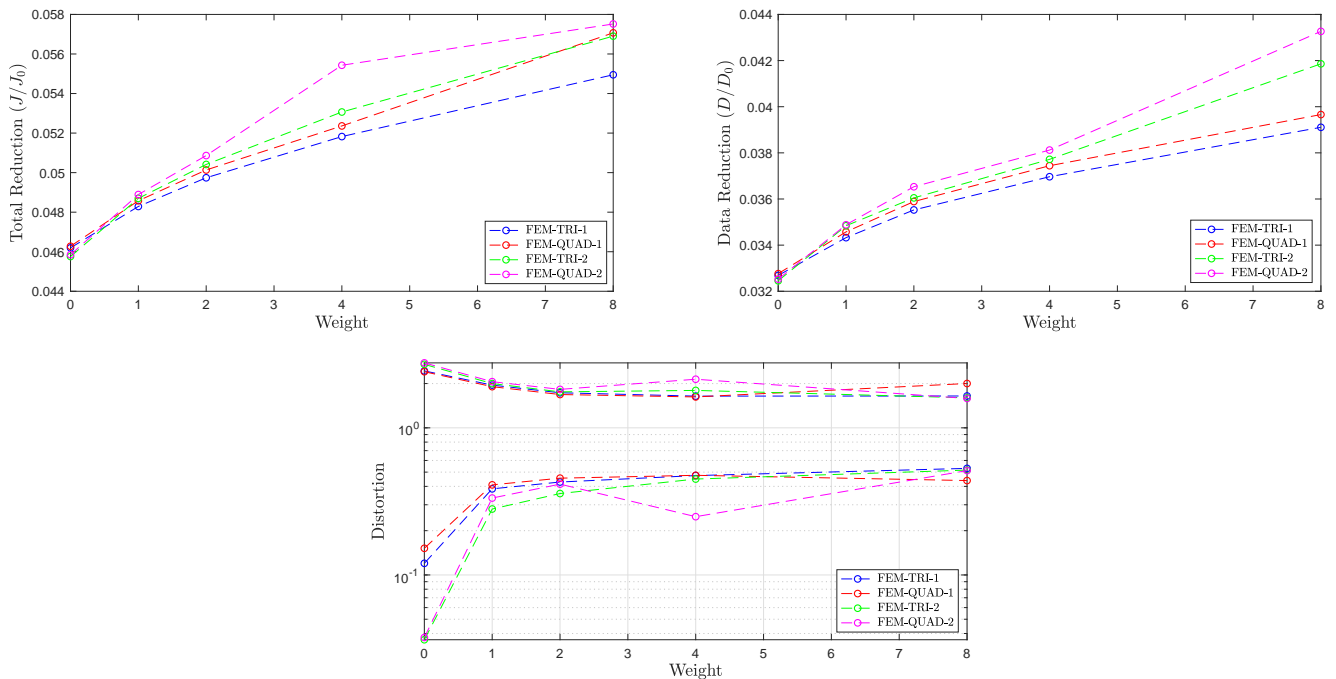 Total Reduction (J/J0)
0.058
0.056
0.054
0.052
0.05
0.048
0.046
0.044
0
1
2
3
4
5
6
7
8
Weight
FEM-TRI-1
FEM-QUAD-1
FEM-TRI-2
FEM-QUAD-2
Data Reduction (D/D0)
0.044
0.042
0.04
0.038
0.036
0.034
0.032
0
1
2
3
4
5
6
7
8
Weight
FEM-TRI-1
FEM-QUAD-1
FEM-TRI-2
FEM-QUAD-2
Distortion
10^0
10^-1
0
1
2
3
4
5
6
7
8
Weight
FEM-TRI-1
FEM-QUAD-1
FEM-TRI-2
FEM-QUAD-2